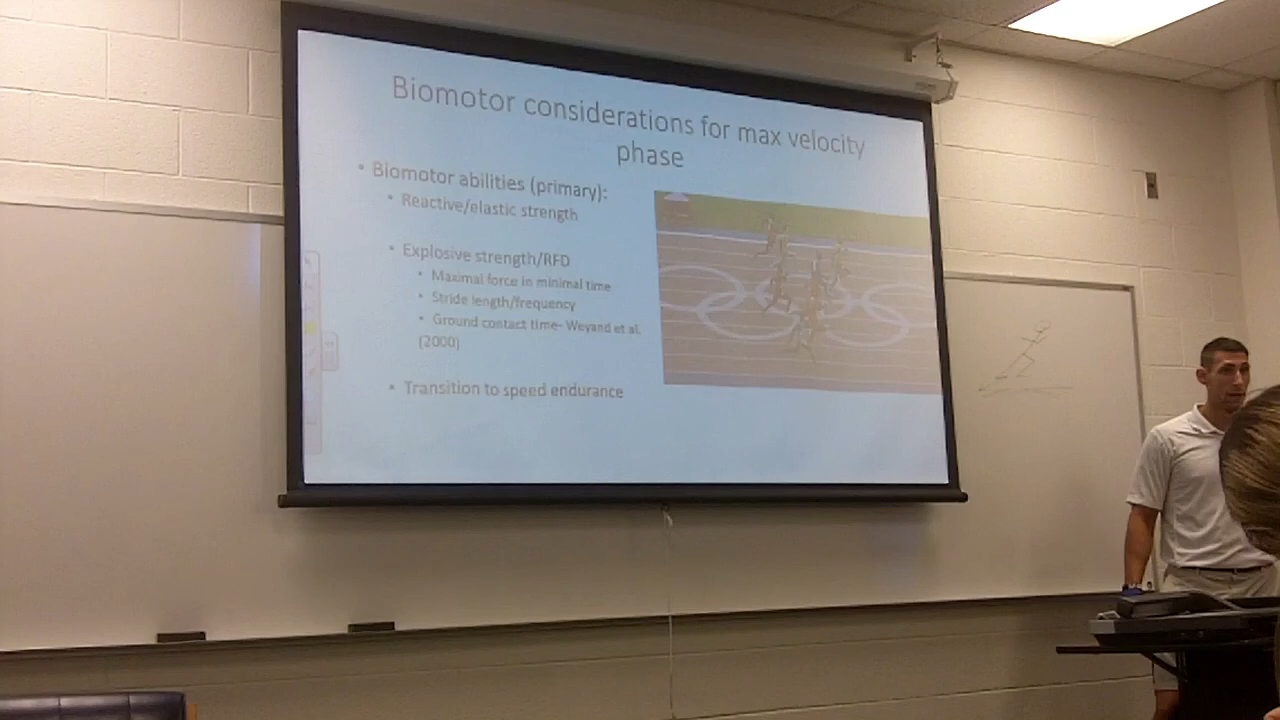 Biomotor considerations for max velocity
phase
• Biomotor abilities (primary):
• Reactive/elastic strength
• Explosive strength/RFD
• Maximal force in minimal time
• Stride length/frequency
• Ground contact time- Weyand et al.
(2000)
• Transition to speed endurance